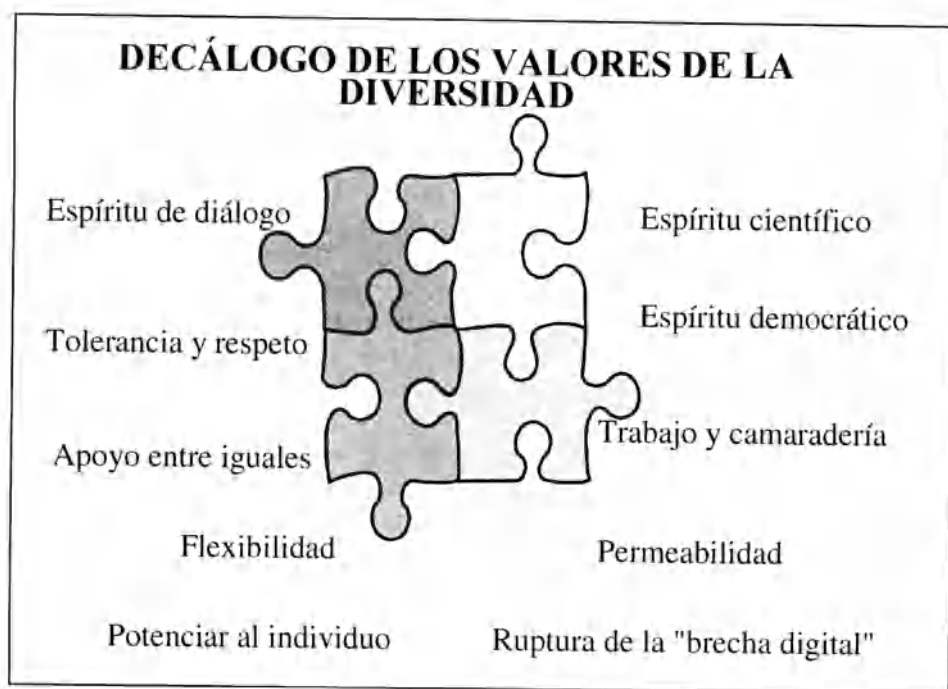 DECÁLOGO DE LOS VALORES DE LA
DIVERSIDAD
Espíritu de diálogo
Espíritu científico
Tolerancia y respeto
Espíritu democrático
Apoyo entre iguales
Trabajo y camaradería
Flexibilidad
Permeabilidad
Potenciar al individuo
Ruptura de la "brecha digital"